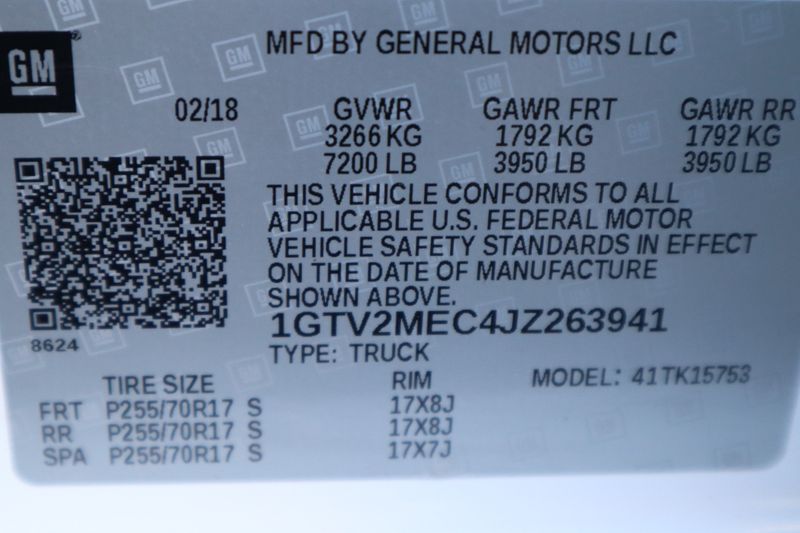 GM
MFD BY GENERAL MOTORS LLC
02/18 GVWR GAWR FRT GAWR RR
3266 KG 1792 KG 1792 KG
7200 LB 3950 LB 3950 LB
THIS VEHICLE CONFORMS TO ALL
APPLICABLE U.S. FEDERAL MOTOR
VEHICLE SAFETY STANDARDS IN EFFECT
ON THE DATE OF MANUFACTURE
SHOWN ABOVE.
1GTV2MEC4JZ263941
8624
TYPE: TRUCK
TIRE SIZE RIM MODEL: 41TK15753
FRT P255/70R17 S 17X8J
RR P255/70R17 S 17X8J
SPA P255/70R17 S 17X7J